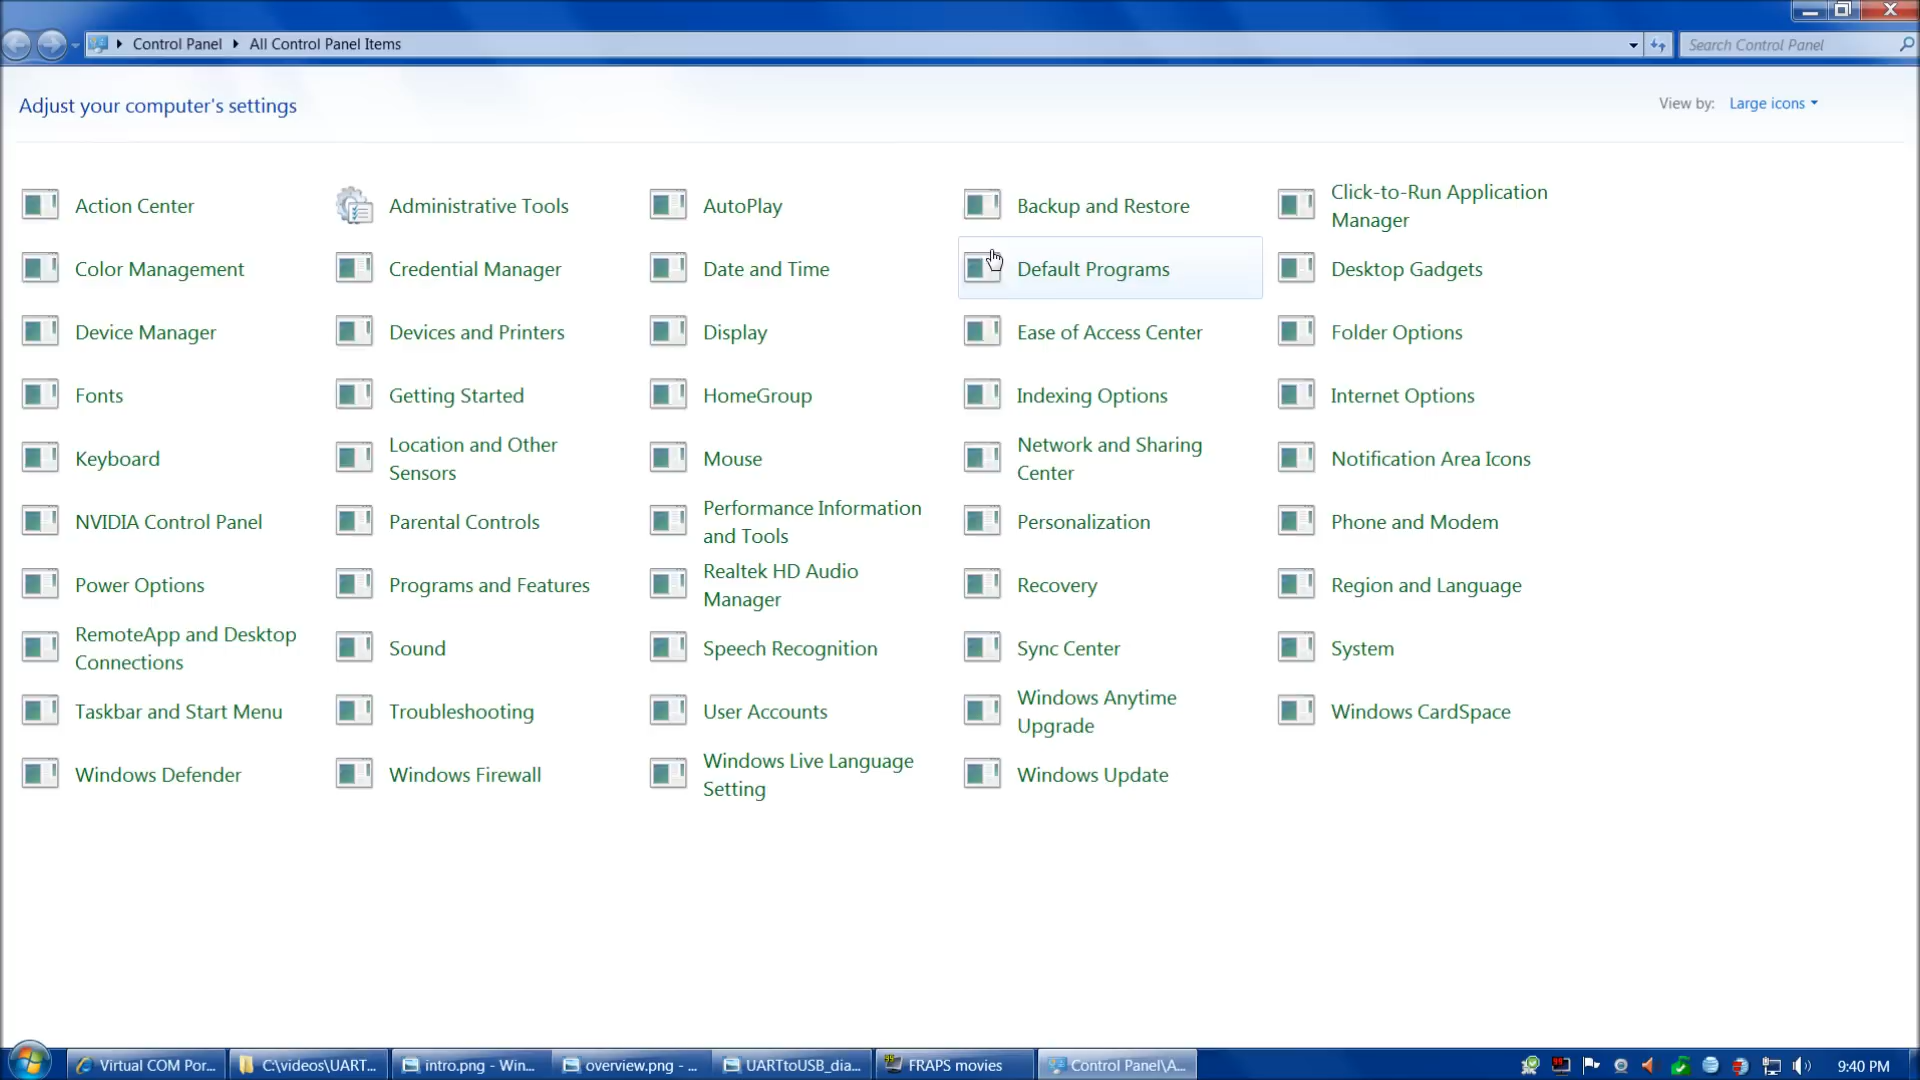 Control Panel
All Control Panel Items
Search Control Panel
Adjust your computer's settings
View by: Large icons
Action Center
Administrative Tools
AutoPlay
Backup and Restore
Click-to-Run Application
Manager
Color Management
Credential Manager
Date and Time
Default Programs
Desktop Gadgets
Device Manager
Devices and Printers
Display
Ease of Access Center
Folder Options
Fonts
Getting Started
HomeGroup
Indexing Options
Internet Options
Keyboard
Location and Other
Sensors
Mouse
Network and Sharing
Center
Notification Area Icons
NVIDIA Control Panel
Parental Controls
Performance Information
and Tools
Personalization
Phone and Modem
Power Options
Programs and Features
Realtek HD Audio
Manager
Recovery
Region and Language
RemoteApp and Desktop
Connections
Sound
Speech Recognition
Sync Center
System
Taskbar and Start Menu
Troubleshooting
User Accounts
Windows Anytime
Upgrade
Windows CardSpace
Windows Defender
Windows Firewall
Windows Live Language
Setting
Windows Update
Virtual COM Por...
C:\videos\UART...
intro.png - Win...
overview.png - ...
UARTtoUSB_dia...
FRAPS movies
Control Panel\A...
9:40 PM